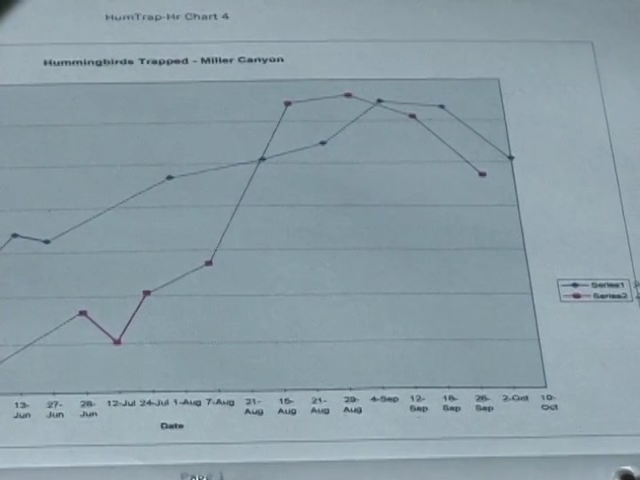 HumTrap-Hr Chart 4
Hummingbirds Trapped - Miller Canyon
Series1
Series2
13-Jun 27-Jun 28-Jun 12-Jul 24-Jul 1-Aug 7-Aug 21-Aug 15-Aug 21-Aug 29-Aug 4-Sep 12-Sep 18-Sep 26-Sep 2-Oct 10-Oct
Date
Page 1